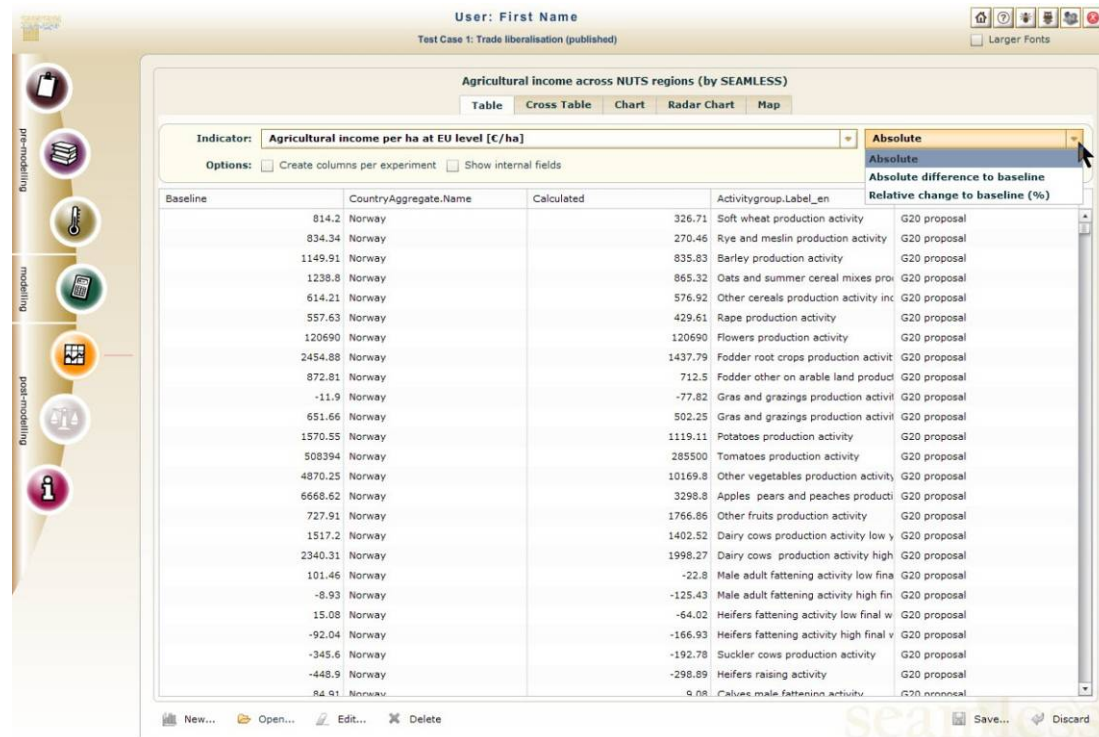 User: First Name
Test Case 1: Trade liberalisation (published)
Larger Fonts
pre-modelling
modelling
post-modelling
Agricultural income across NUTS regions (by SEAMLESS)
Table Cross Table Chart Radar Chart Map
Indicator: Agricultural income per ha at EU level [€/ha] Absolute
Options: Create columns per experiment Show internal fields
Absolute
Absolute difference to baseline
Relative change to baseline (%)
Baseline CountryAggregate.Name Calculated Activitygroup.Label_en
814.2 Norway 326.71 Soft wheat production activity G20 proposal
834.34 Norway 270.46 Rye and meslin production activity G20 proposal
1149.91 Norway 835.83 Barley production activity G20 proposal
1238.8 Norway 865.32 Oats and summer cereal mixes pro G20 proposal
614.21 Norway 576.92 Other cereals production activity inc G20 proposal
557.63 Norway 429.61 Rape production activity G20 proposal
120690 Norway 120690 Flowers production activity G20 proposal
2454.88 Norway 1437.79 Fodder root crops production activit G20 proposal
872.81 Norway 712.5 Fodder other on arable land product G20 proposal
-11.9 Norway -77.82 Gras and grazings production activit G20 proposal
651.66 Norway 502.25 Gras and grazings production activit G20 proposal
1570.55 Norway 1119.11 Potatoes production activity G20 proposal
508394 Norway 285500 Tomatoes production activity G20 proposal
4870.25 Norway 10169.8 Other vegetables production activity G20 proposal
6668.62 Norway 3298.8 Apples pears and peaches producti G20 proposal
727.91 Norway 1766.86 Other fruits production activity G20 proposal
1517.2 Norway 1402.52 Dairy cows production activity low y G20 proposal
2340.31 Norway 1998.27 Dairy cows production activity high G20 proposal
101.46 Norway -22.8 Male adult fattening activity low fina G20 proposal
-8.93 Norway -125.43 Male adult fattening activity high fin G20 proposal
15.08 Norway -64.02 Heifers fattening activity low final w G20 proposal
-92.04 Norway -166.93 Heifers fattening activity high final v G20 proposal
-345.6 Norway -192.78 Suckler cows production activity G20 proposal
-448.9 Norway -298.89 Heifers raising activity G20 proposal
84.91 Norway 9.08 Calves male fattening activity G20 proposal
New... Open... Edit... Delete Save... Discard
seamless